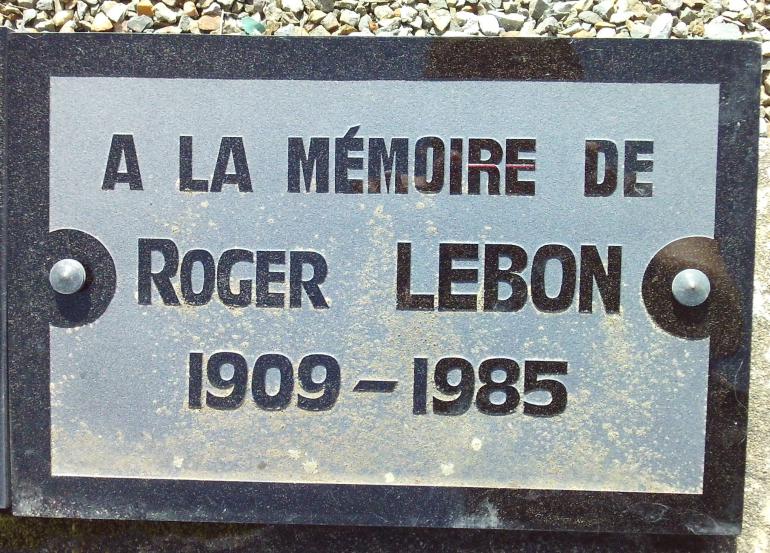 A LA MÉMOIRE DE
ROGER LEBON
1909 - 1985